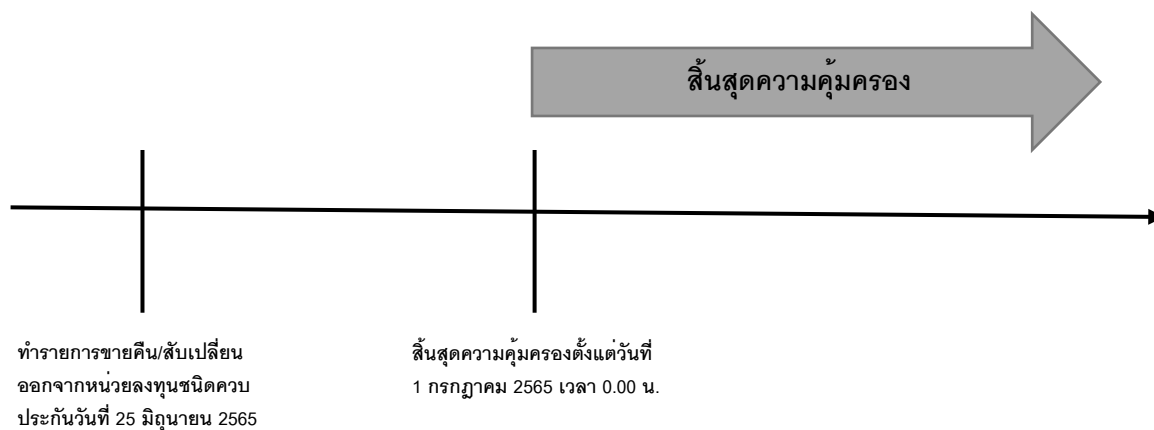 สิ้นสุดความคุ้มครอง
ทำรายการขายคืน/สับเปลี่ยน
ออกจากหน่วยลงทุนชนิดควบ
ประกันวันที่ 25 มิถุนายน 2565
สิ้นสุดความคุ้มครองตั้งแต่วันที่
1 กรกฎาคม 2565 เวลา 0.00 น.